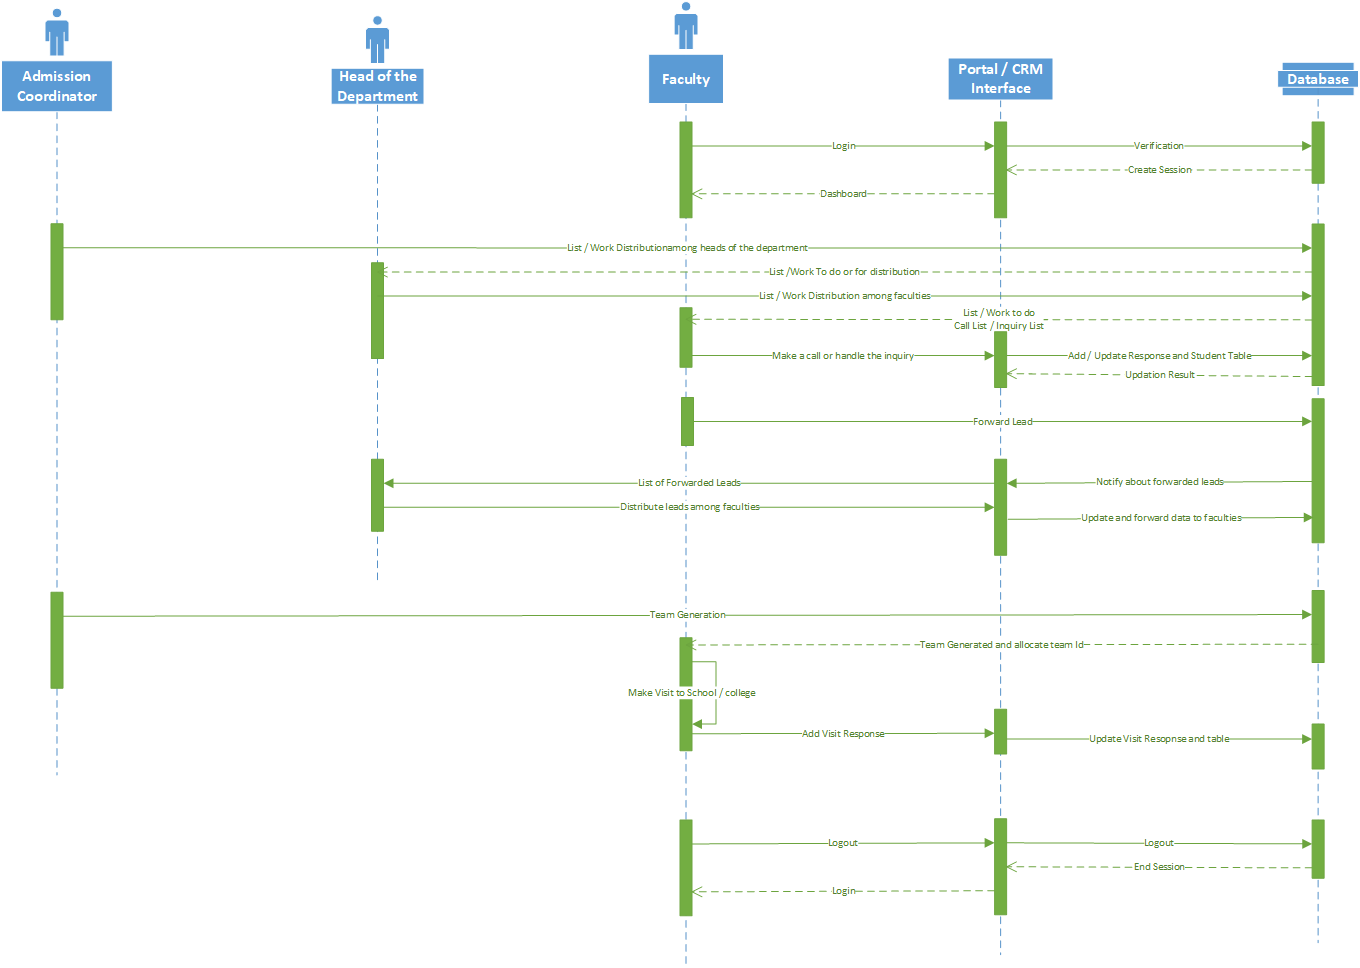 Admission
Coordinator
Head of the
Department
Faculty
Portal / CRM
Interface
Database
Login
Verification
Create Session
Dashboard
List / Work Distributionamong heads of the department
List /Work To do or for distribution
List / Work Distribution among faculties
List / Work to do
Call List / Inquiry List
Make a call or handle the inquiry
Add / Update Response and Student Table
Updation Result
Forward Lead
List of Forwarded Leads
Notify about forwarded leads
Distribute leads among faculties
Update and forward data to faculties
Team Generation
Team Generated and allocate team Id
Make Visit to School / college
Add Visit Response
Update Visit Resopnse and table
Logout
Logout
End Session
Login